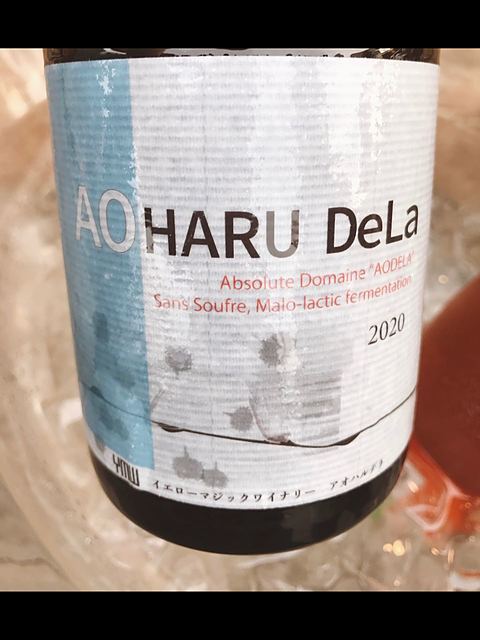 AOHARU DeLa
Absolute Domaine "AODELA"
Sans Soufre, Malo-lactic fermentation
2020
YMW
イエローマジックワイナリー アオハルデラ